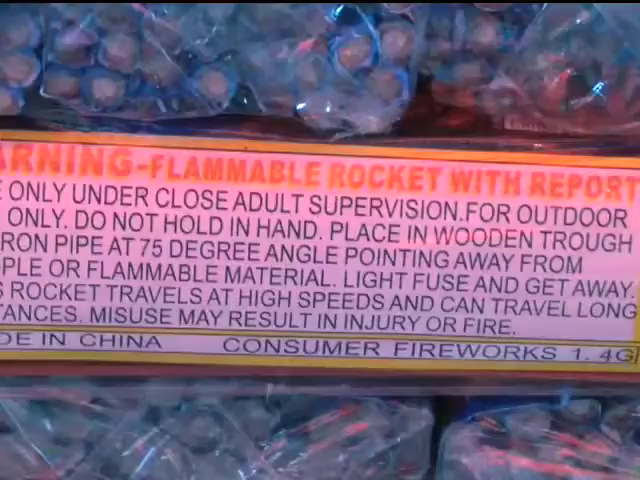 ARNING-FLAMMABLE ROCKET WITH REPORT
E ONLY UNDER CLOSE ADULT SUPERVISION.FOR OUTDOOR
ONLY. DO NOT HOLD IN HAND. PLACE IN WOODEN TROUGH
RON PIPE AT 75 DEGREE ANGLE POINTING AWAY FROM
PLE OR FLAMMABLE MATERIAL. LIGHT FUSE AND GET AWAY.
S ROCKET TRAVELS AT HIGH SPEEDS AND CAN TRAVEL LONG
TANCES. MISUSE MAY RESULT IN INJURY OR FIRE.
DE IN CHINA CONSUMER FIREWORKS 1. 4G